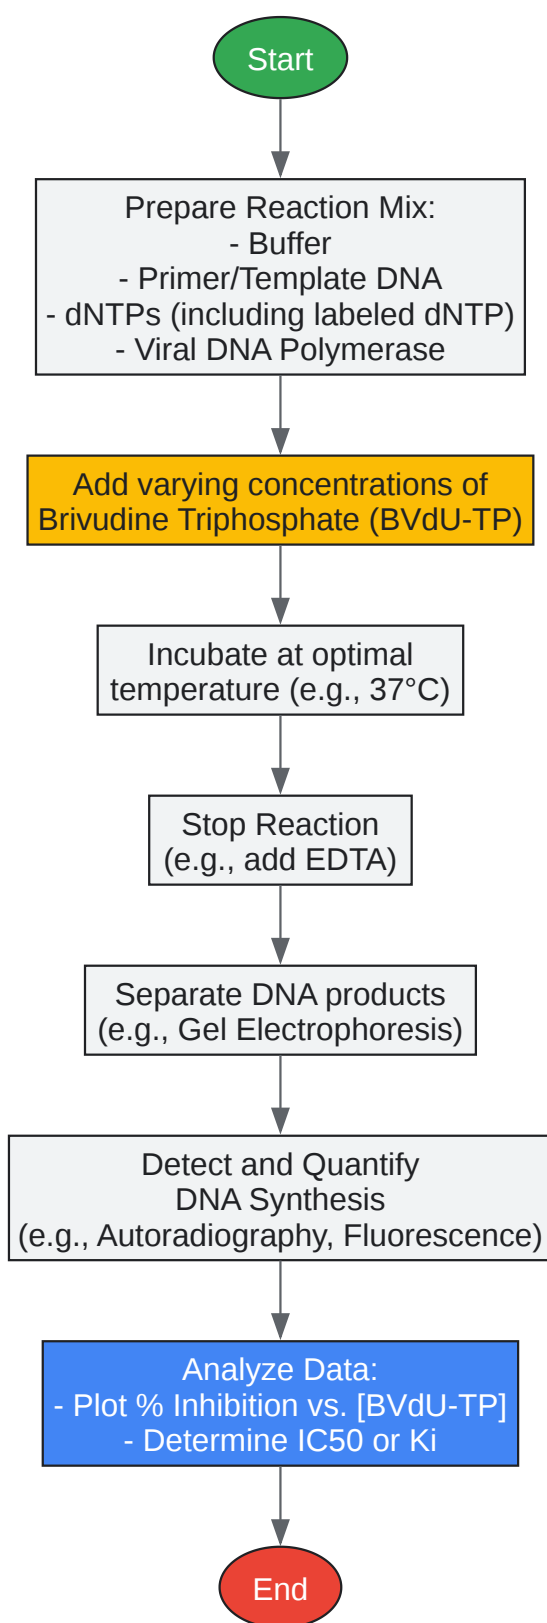 Start
Prepare Reaction Mix:
- Buffer
- Primer/Template DNA
- dNTPs (including labeled dNTP)
- Viral DNA Polymerase
Add varying concentrations of
Brivudine Triphosphate (BVdU-TP)
Incubate at optimal
temperature (e.g., 37°C)
Stop Reaction
(e.g., add EDTA)
Separate DNA products
(e.g., Gel Electrophoresis)
Detect and Quantify
DNA Synthesis
(e.g., Autoradiography, Fluorescence)
Analyze Data:
- Plot % Inhibition vs. [BVdU-TP]
- Determine IC50 or Ki
End